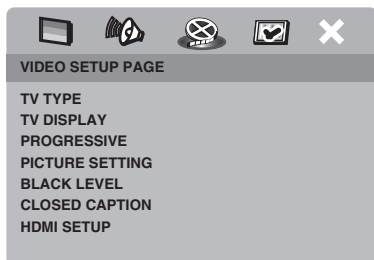 VIDEO SETUP PAGE
TV TYPE
TV DISPLAY
PROGRESSIVE
PICTURE SETTING
BLACK LEVEL
CLOSED CAPTION
HDMI SETUP